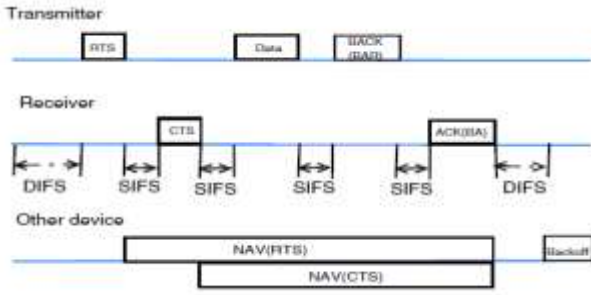 Transmitter
RTS
Data
BACK
(BAR)
Receiver
CTS
ACK(BA)
DIFS
SIFS
SIFS
SIFS
SIFS
DIFS
Other device
NAV(RTS)
Backoff
NAV(CTS)